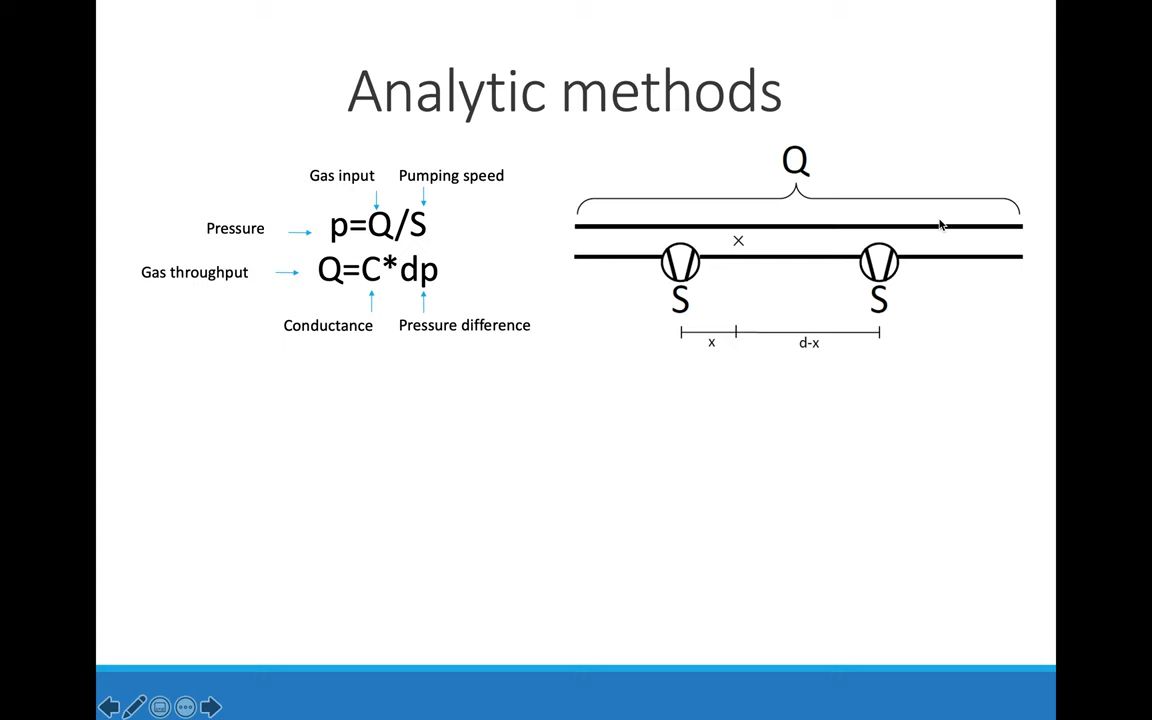 Analytic methods
Gas input
Pumping speed
Pressure
p=Q/S
Gas throughput
Q=C*dp
Conductance
Pressure difference
Q
×
S
S
x
d-x